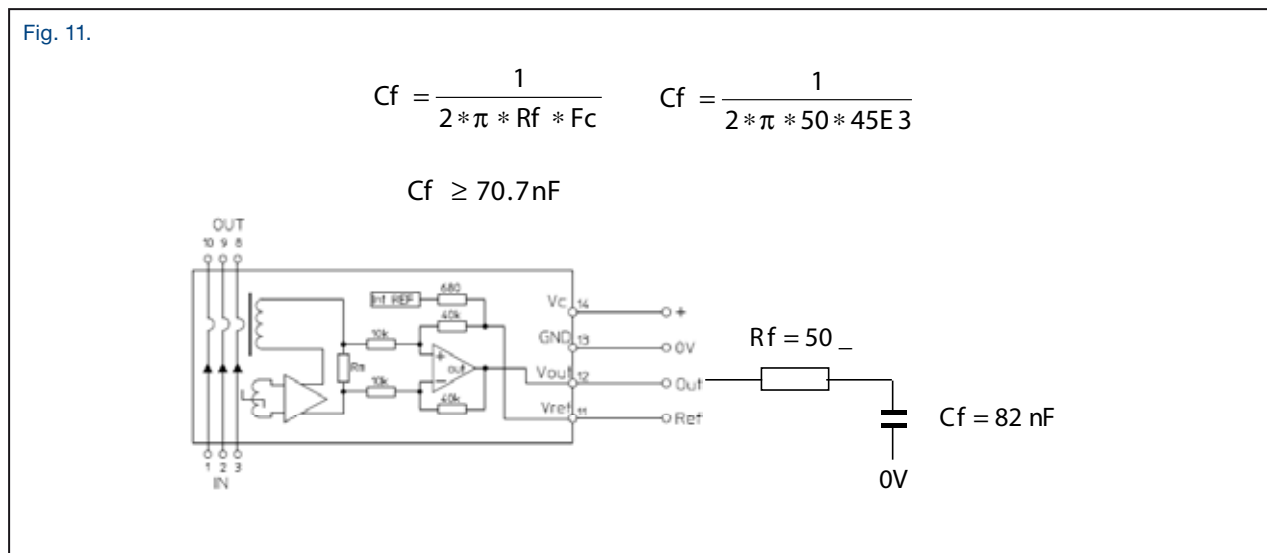 Fig. 11.
Cf = 1 / 2*π*Rf*Fc
Cf = 1 / 2*π*50*45E3
Cf ≥ 70.7nF
OUT
10 9 8
Int REF
680
40k
10k
Rm
10k
+
out
−
40k
Vc 14
+
GND 13
0V
Vout 12
Out
Vref 11
Ref
1 2 3
IN
Rf = 50 _
Cf = 82 nF
0V